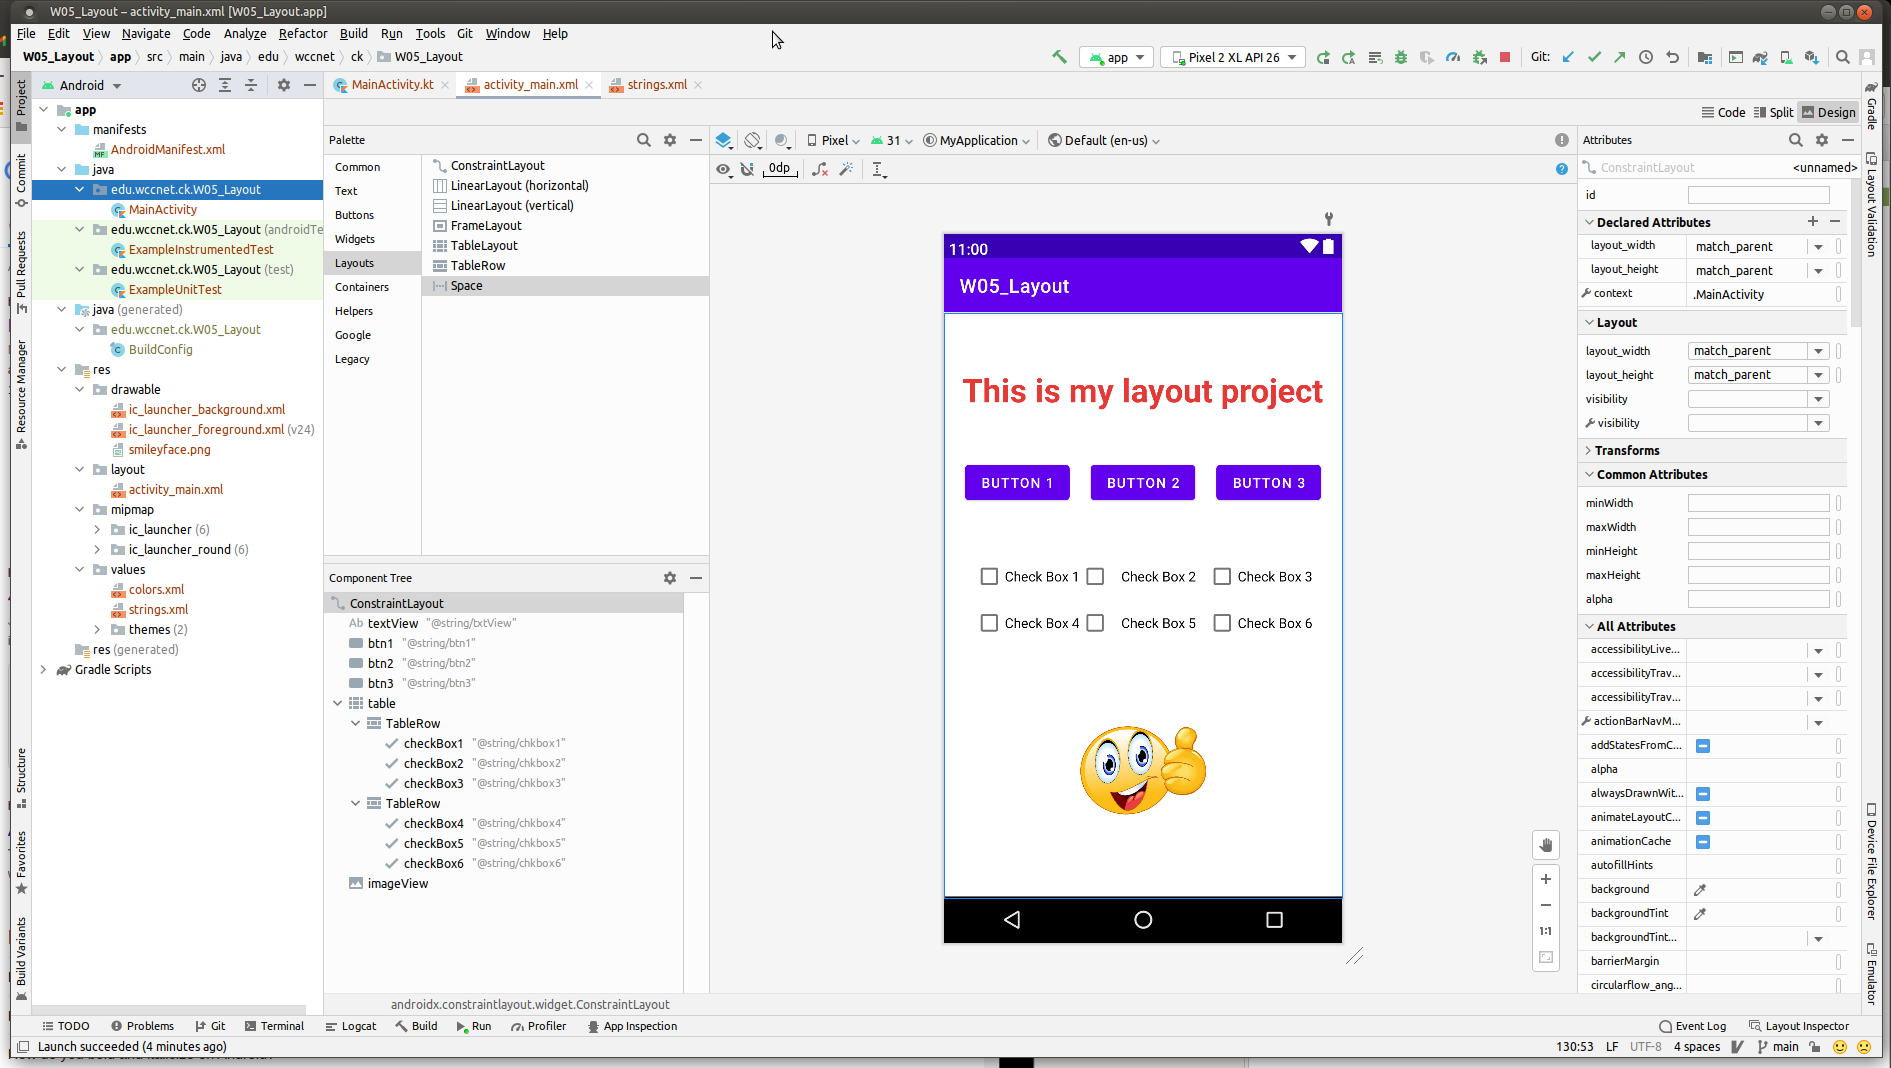 W05_Layout – activity_main.xml [W05_Layout.app]
File Edit View Navigate Code Analyze Refactor Build Run Tools Git Window Help
W05_Layout app src main java edu wccnet ck W05_Layout
app Pixel 2 XL API 26 Git:
Android
MainActivity.kt activity_main.xml strings.xml
Code Split Design
Project
Commit
Pull Requests
Resource Manager
Structure
Favorites
Build Variants
app
manifests
AndroidManifest.xml
java
edu.wccnet.ck.W05_Layout
MainActivity
edu.wccnet.ck.W05_Layout (androidTe
ExampleInstrumentedTest
edu.wccnet.ck.W05_Layout (test)
ExampleUnitTest
java (generated)
edu.wccnet.ck.W05_Layout
BuildConfig
res
drawable
ic_launcher_background.xml
ic_launcher_foreground.xml (v24)
smileyface.png
layout
activity_main.xml
mipmap
ic_launcher (6)
ic_launcher_round (6)
values
colors.xml
strings.xml
themes (2)
res (generated)
Gradle Scripts
Palette
Common
Text
Buttons
Widgets
Layouts
Containers
Helpers
Google
Legacy
ConstraintLayout
LinearLayout (horizontal)
LinearLayout (vertical)
FrameLayout
TableLayout
TableRow
Space
Component Tree
ConstraintLayout
Ab textView "@string/txtView"
btn1 "@string/btn1"
btn2 "@string/btn2"
btn3 "@string/btn3"
table
TableRow
checkBox1 "@string/chkbox1"
checkBox2 "@string/chkbox2"
checkBox3 "@string/chkbox3"
TableRow
checkBox4 "@string/chkbox4"
checkBox5 "@string/chkbox5"
checkBox6 "@string/chkbox6"
imageView
Pixel 31 MyApplication Default (en-us)
0dp
11:00
W05_Layout
This is my layout project
BUTTON 1 BUTTON 2 BUTTON 3
Check Box 1 Check Box 2 Check Box 3
Check Box 4 Check Box 5 Check Box 6
1:1
Attributes
ConstraintLayout <unnamed>
id
Declared Attributes
layout_width match_parent
layout_height match_parent
context .MainActivity
Layout
layout_width match_parent
layout_height match_parent
visibility
visibility
Transforms
Common Attributes
minWidth
maxWidth
minHeight
maxHeight
alpha
All Attributes
accessibilityLive...
accessibilityTrav...
accessibilityTrav...
actionBarNavM...
addStatesFromC...
alpha
alwaysDrawnWit...
animateLayoutC...
animationCache
autofillHints
background
backgroundTint
backgroundTint...
barrierMargin
circularflow_ang...
Gradle
Layout Validation
Device File Explorer
Emulator
androidx.constraintlayout.widget.ConstraintLayout
TODO Problems Git Terminal Logcat Build Run Profiler App Inspection Event Log Layout Inspector
Launch succeeded (4 minutes ago) 130:53 LF UTF-8 4 spaces main